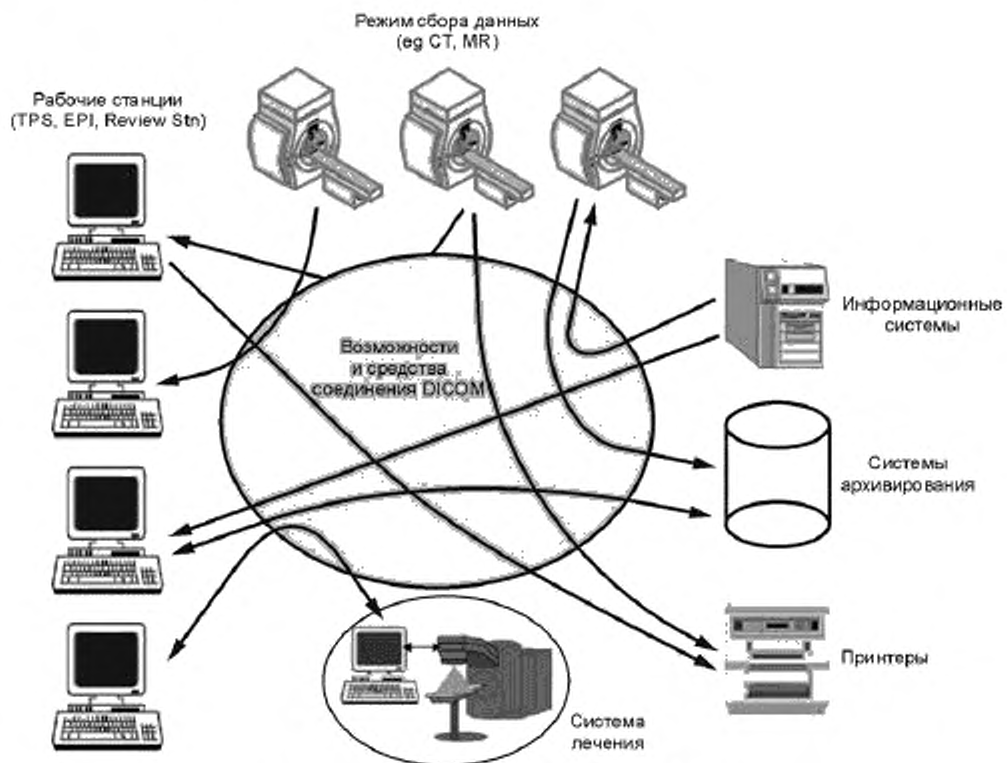 Режим сбора данных
(eg CT, MR)
Рабочие станции
(TPS, EPI, Review Stn)
Информационные
системы
Возможности
и средства
соединения DICOM
Системы
архивирования
Принтеры
Система
лечения